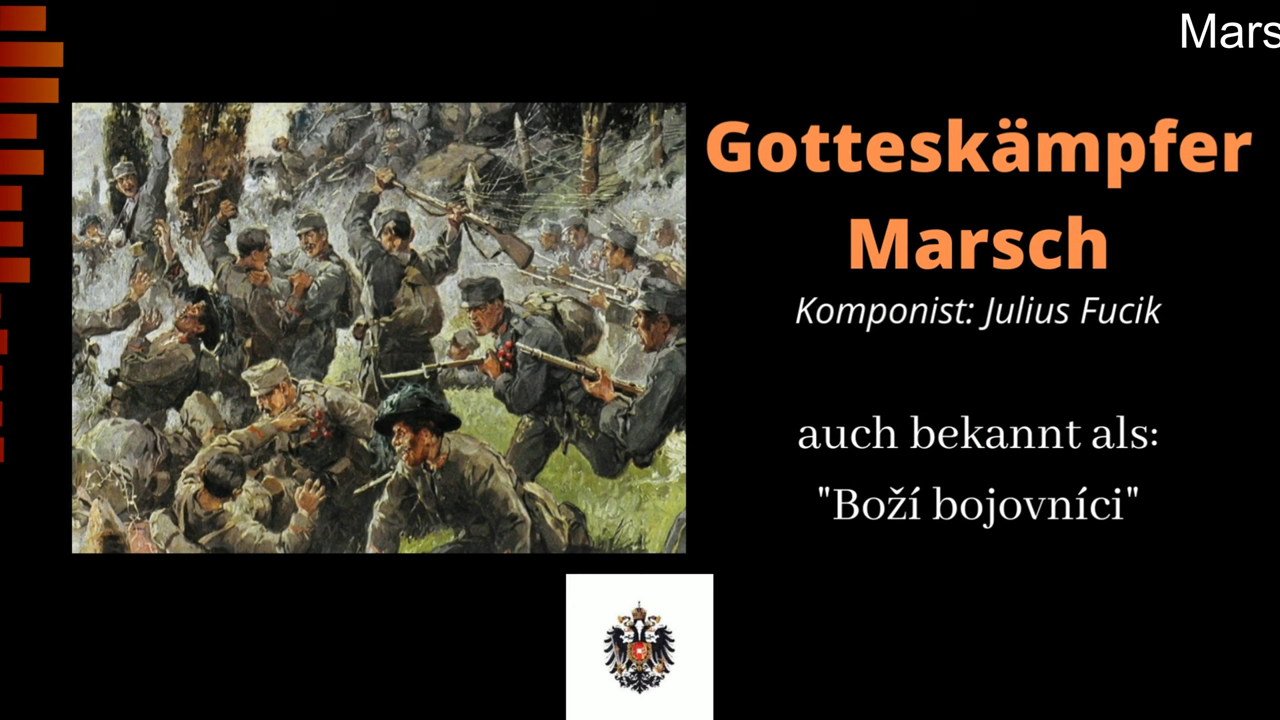 Mars
Gotteskämpfer
Marsch
Komponist: Julius Fucik
auch bekannt als:
"Boží bojovníci"